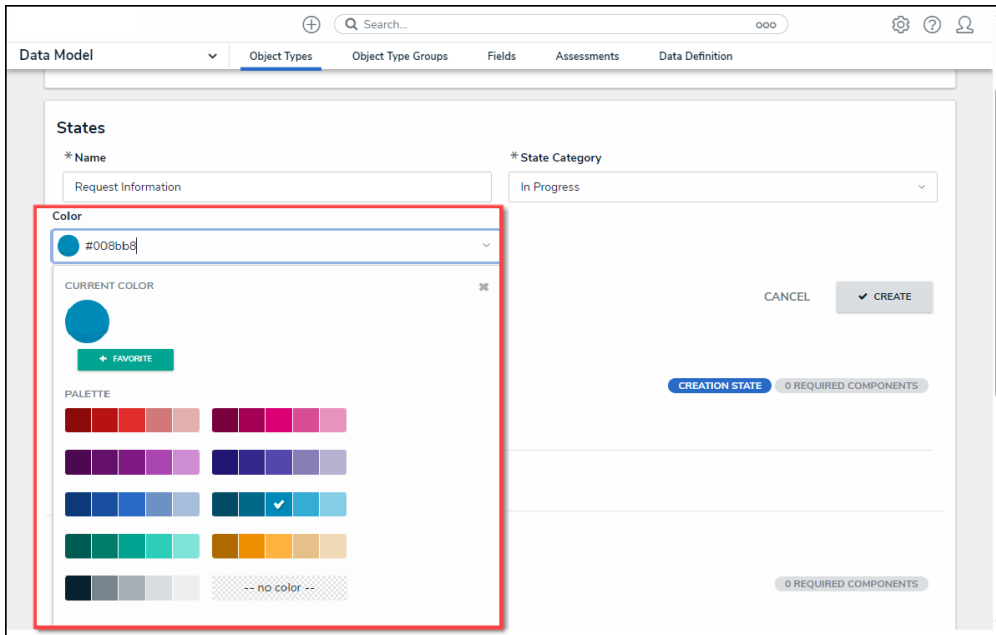 Search...
Data Model
Object Types
Object Type Groups
Fields
Assessments
Data Definition
States
* Name
* State Category
Request Information
In Progress
Color
#008bb8
CURRENT COLOR
CANCEL
CREATE
+ FAVORITE
CREATION STATE
0 REQUIRED COMPONENTS
PALETTE
-- no color --
0 REQUIRED COMPONENTS